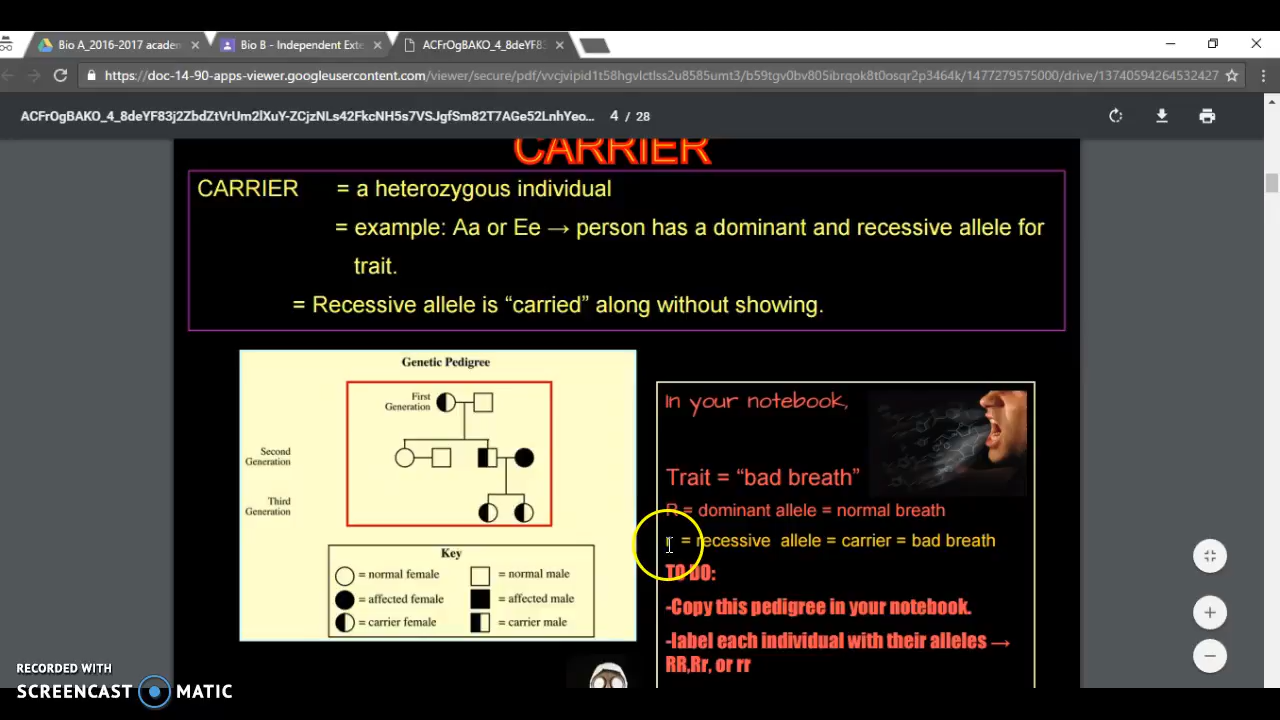 Bio A_2016-2017 acade
Bio B - Independent Exte
ACFrOgBAKO_4_8deYF83
https://doc-14-90-apps-viewer.googleusercontent.com/viewer/secure/pdf/vvcjvipid1t58hgvlctlss2u8585umt3/b59tgv0bv805ibrqok8t0osqr2p3464k/1477279575000/drive/13740594264532427
ACFrOgBAKO_4_8deYF83j2ZbdZtVrUm2lXuY-ZCjzNLs42FkcNH5s7VSJgfSm82T7AGe52LnhYeo... 4 / 28
CARRIER
CARRIER = a heterozygous individual
= example: Aa or Ee → person has a dominant and recessive allele for
trait.
= Recessive allele is “carried” along without showing.
Genetic Pedigree
First
Generation
Second
Generation
Third
Generation
Key
= normal female = normal male
= affected female = affected male
= carrier female = carrier male
In your notebook,
Trait = “bad breath”
R = dominant allele = normal breath
r = recessive allele = carrier = bad breath
TO DO:
-Copy this pedigree in your notebook.
-label each individual with their alleles →
RR,Rr, or rr
RECORDED WITH
SCREENCAST MATIC